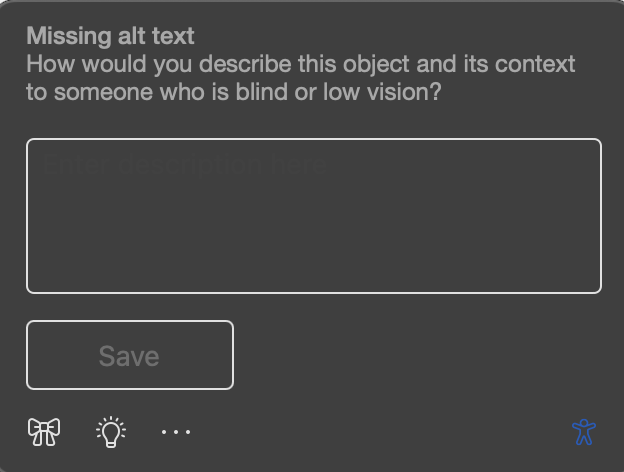 Missing alt text
How would you describe this object and its context
to someone who is blind or low vision?
Enter description here
Save